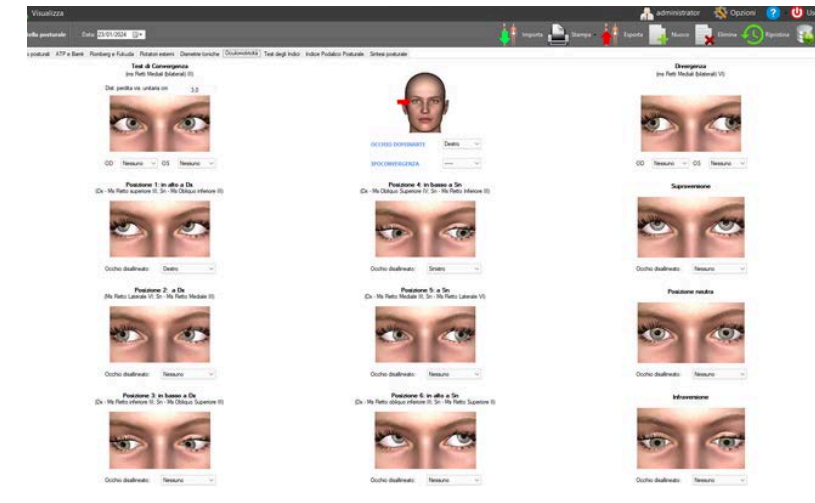 Visualizza
administrator
Opzioni
?
posturale
Data: 23/01/2024
Importa
Stampa
Esporta
Nuovo
Elimina
Ripristina
posturali ATP e Barré Romberg e Fukuda Rotatori esterni Oculomotricità Test degli Indici Indice Podalico Posturale Sintesi posturale
Test di Convergenza
(ms Retti Mediali (bilaterali) III)
Dist. perdita vis. unitaria cm 3,0
OD Nessuno OS Nessuno
OCCHIO DOMINANTE Destro
IPOCONVERGENZA ----
Divergenza
(ms Retti Mediali (bilaterali) VI)
OD Nessuno OS Nessuno
Posizione 1: in alto a Dx
(Dx - Ms Retto superiore III, Sn - Ms Obliquo inferiore III)
Occhio disallineato: Destro
Posizione 4: in basso a Sn
(Dx - Ms Obliquo Superiore IV; Sn - Ms Retto Inferiore III)
Occhio disallineato: Sinistro
Supraversione
Occhio disallineato: Nessuno
Posizione 2: a Dx
(Ms Retto Laterale VI; Sn - Ms Retto Mediale III)
Occhio disallineato: Nessuno
Posizione 5: a Sn
(Dx - Ms Retto Mediale III; Sn - Ms Retto Laterale VI)
Occhio disallineato: Nessuno
Posizione neutra
Occhio disallineato: Nessuno
Posizione 3: in basso a Dx
(Dx - Ms Retto inferiore III; Sn - Ms Obliquo Superiore III)
Occhio disallineato: Nessuno
Posizione 6: in alto a Sn
(Dx - Ms Retto obliquo inferiore III; Sn - Ms Retto Superiore II)
Occhio disallineato: Nessuno
Infraversione
Occhio disallineato: Nessuno